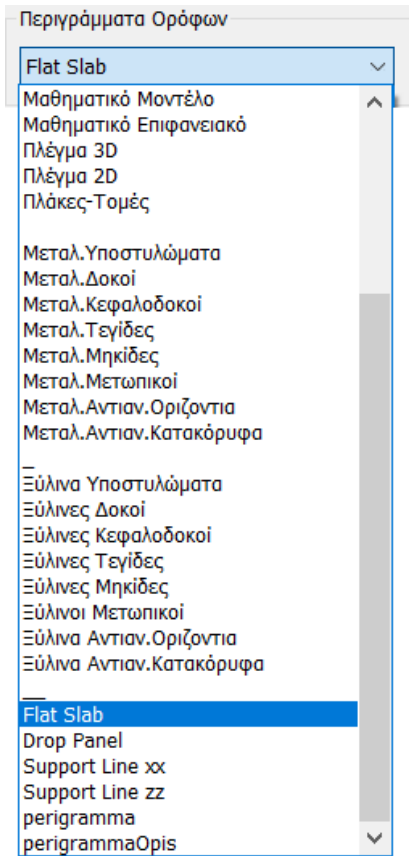 Περιγράμματα Ορόφων
Flat Slab
Μαθηματικό Μοντέλο
Μαθηματικό Επιφανειακό
Πλέγμα 3D
Πλέγμα 2D
Πλάκες-Τομές
Μεταλ.Υποστυλώματα
Μεταλ.Δοκοί
Μεταλ.Κεφαλοδοκοί
Μεταλ.Τεγίδες
Μεταλ.Μηκίδες
Μεταλ.Μετωπικοί
Μεταλ.Αντιαν.Οριζοντια
Μεταλ.Αντιαν.Κατακόρυφα
_
Ξύλινα Υποστυλώματα
Ξύλινες Δοκοί
Ξύλινες Κεφαλοδοκοί
Ξύλινες Τεγίδες
Ξύλινες Μηκίδες
Ξύλινοι Μετωπικοί
Ξύλινα Αντιαν.Οριζοντια
Ξύλινα Αντιαν.Κατακόρυφα
__
Flat Slab
Drop Panel
Support Line xx
Support Line zz
perigramma
perigrammaOpis